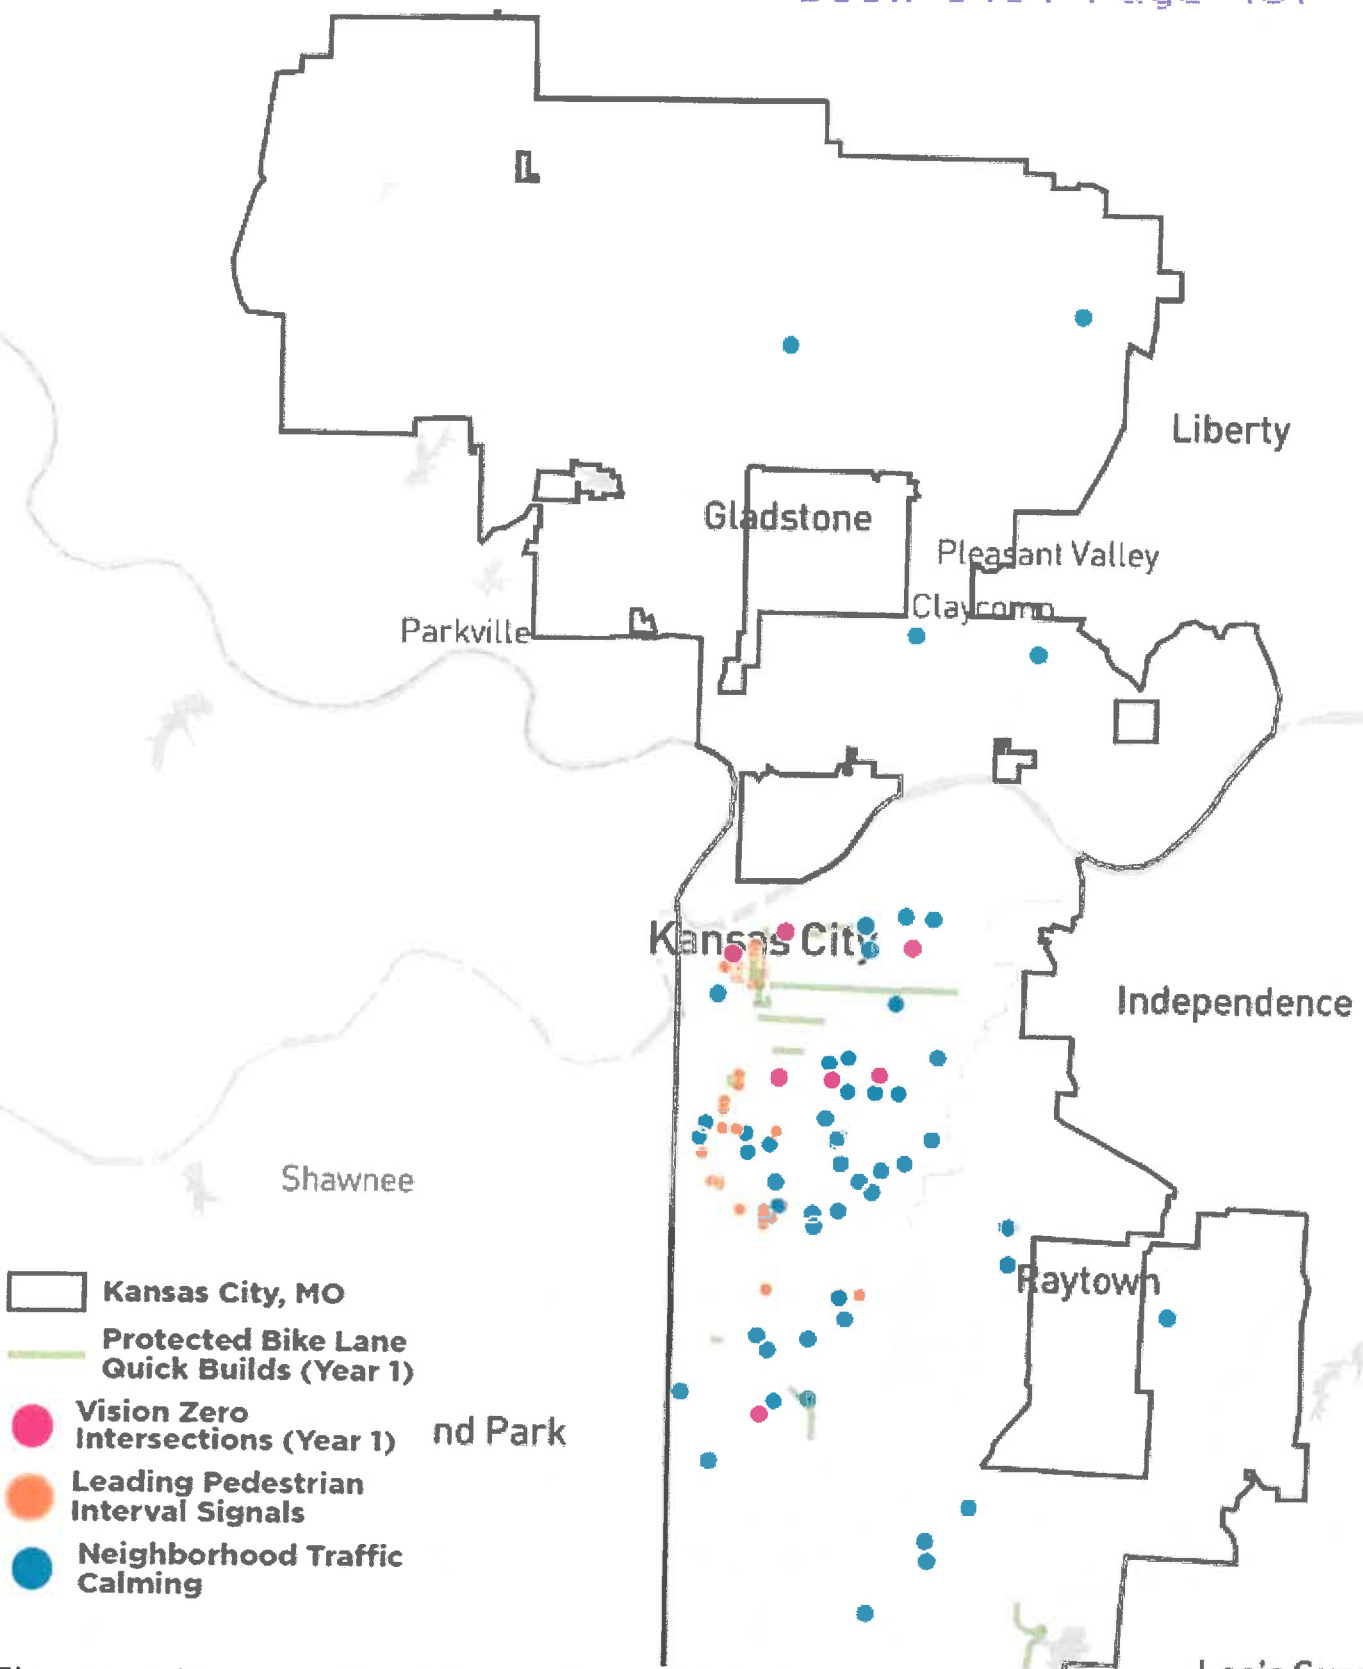 Liberty
Gladstone
Pleasant Valley
Claycomo
Parkville
Kansas City
Independence
Shawnee
Raytown
Kansas City, MO
Protected Bike Lane
Quick Builds (Year 1)
Vision Zero
Intersections (Year 1)
nd Park
Leading Pedestrian
Interval Signals
Neighborhood Traffic
Calming